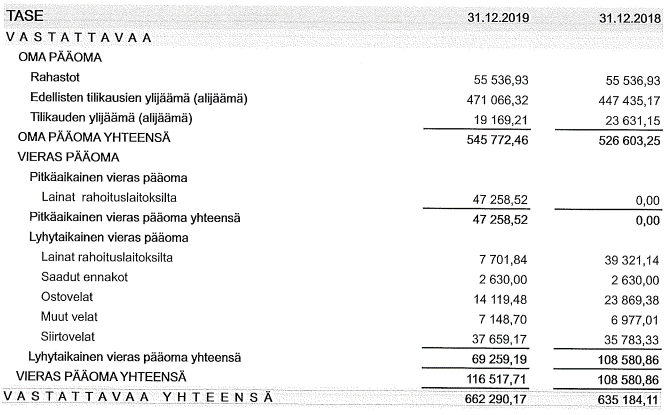 TASE 31.12.2019 31.12.2018
VASTATTAVAA
OMA PÄÄOMA
Rahastot 55 536,93 55 536,93
Edellisten tilikausien ylijäämä (alijäämä) 471 066,32 447 435,17
Tilikauden ylijäämä (alijäämä) 19 169,21 23 631,15
OMA PÄÄOMA YHTEENSÄ 545 772,46 526 603,25
VIERAS PÄÄOMA
Pitkäaikainen vieras pääoma
Lainat rahoituslaitoksilta 47 258,52 0,00
Pitkäaikainen vieras pääoma yhteensä 47 258,52 0,00
Lyhytaikainen vieras pääoma
Lainat rahoituslaitoksilta 7 701,84 39 321,14
Saadut ennakot 2 630,00 2 630,00
Ostovelat 14 119,48 23 869,38
Muut velat 7 148,70 6 977,01
Siirtovelat 37 659,17 35 783,33
Lyhytaikainen vieras pääoma yhteensä 69 259,19 108 580,86
VIERAS PÄÄOMA YHTEENSÄ 116 517,71 108 580,86
VASTATTAVAA YHTEENSÄ 662 290,17 635 184,11